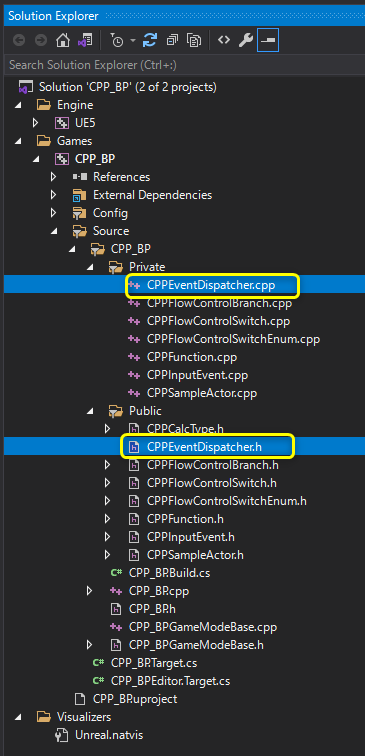 Solution Explorer
Search Solution Explorer (Ctrl+;)
Solution 'CPP_BP' (2 of 2 projects)
Engine
UE5
Games
CPP_BP
References
External Dependencies
Config
Source
CPP_BP
Private
CPPEventDispatcher.cpp
CPPFlowControlBranch.cpp
CPPFlowControlSwitch.cpp
CPPFlowControlSwitchEnum.cpp
CPPFunction.cpp
CPPInputEvent.cpp
CPPSampleActor.cpp
Public
CPPCalcType.h
CPPEventDispatcher.h
CPPFlowControlBranch.h
CPPFlowControlSwitch.h
CPPFlowControlSwitchEnum.h
CPPFunction.h
CPPInputEvent.h
CPPSampleActor.h
C# CPP_BP.Build.cs
CPP_BP.cpp
CPP_BP.h
CPP_BPGameModeBase.cpp
CPP_BPGameModeBase.h
C# CPP_BP.Target.cs
C# CPP_BPEditor.Target.cs
CPP_BP.uproject
Visualizers
Unreal.natvis